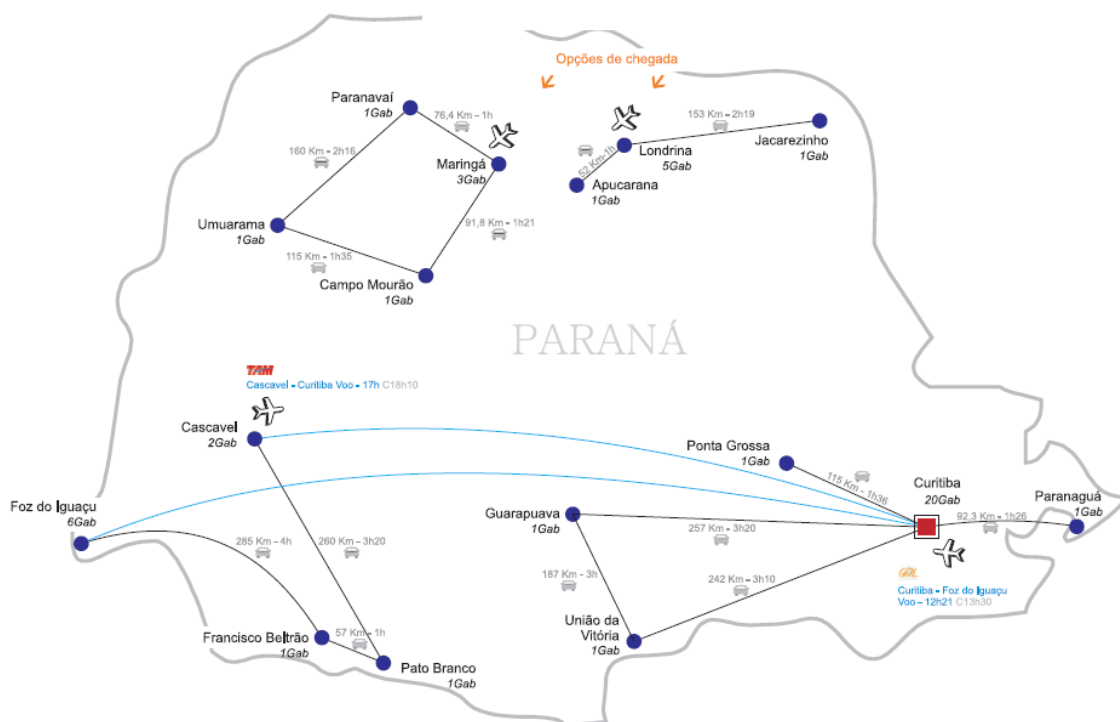 Opções de chegada
Paranavaí
1Gab
76,4 Km – 1h
160 Km – 2h16
Maringá
3Gab
91,8 Km – 1h21
Umuarama
1Gab
115 Km – 1h35
Campo Mourão
1Gab
153 Km – 2h19
Londrina
5Gab
Jacarezinho
1Gab
52 Km-1h
Apucarana
1Gab
PARANÁ
TAM
Cascavel – Curitiba Voo – 17h C18h10
Cascavel
2Gab
Ponta Grossa
1Gab
115 Km – 1h36
Curitiba
20Gab
Paranaguá
1Gab
92,3 Km – 1h26
Foz do Iguaçu
6Gab
Guarapuava
1Gab
257 Km – 3h20
285 Km – 4h
260 Km – 3h20
187 Km – 3h
242 Km – 3h10
GOL
Curitiba – Foz do Iguaçu
Voo – 12h21 C13h30
Francisco Beltrão
1Gab
57 Km – 1h
Pato Branco
1Gab
União da
Vitória
1Gab